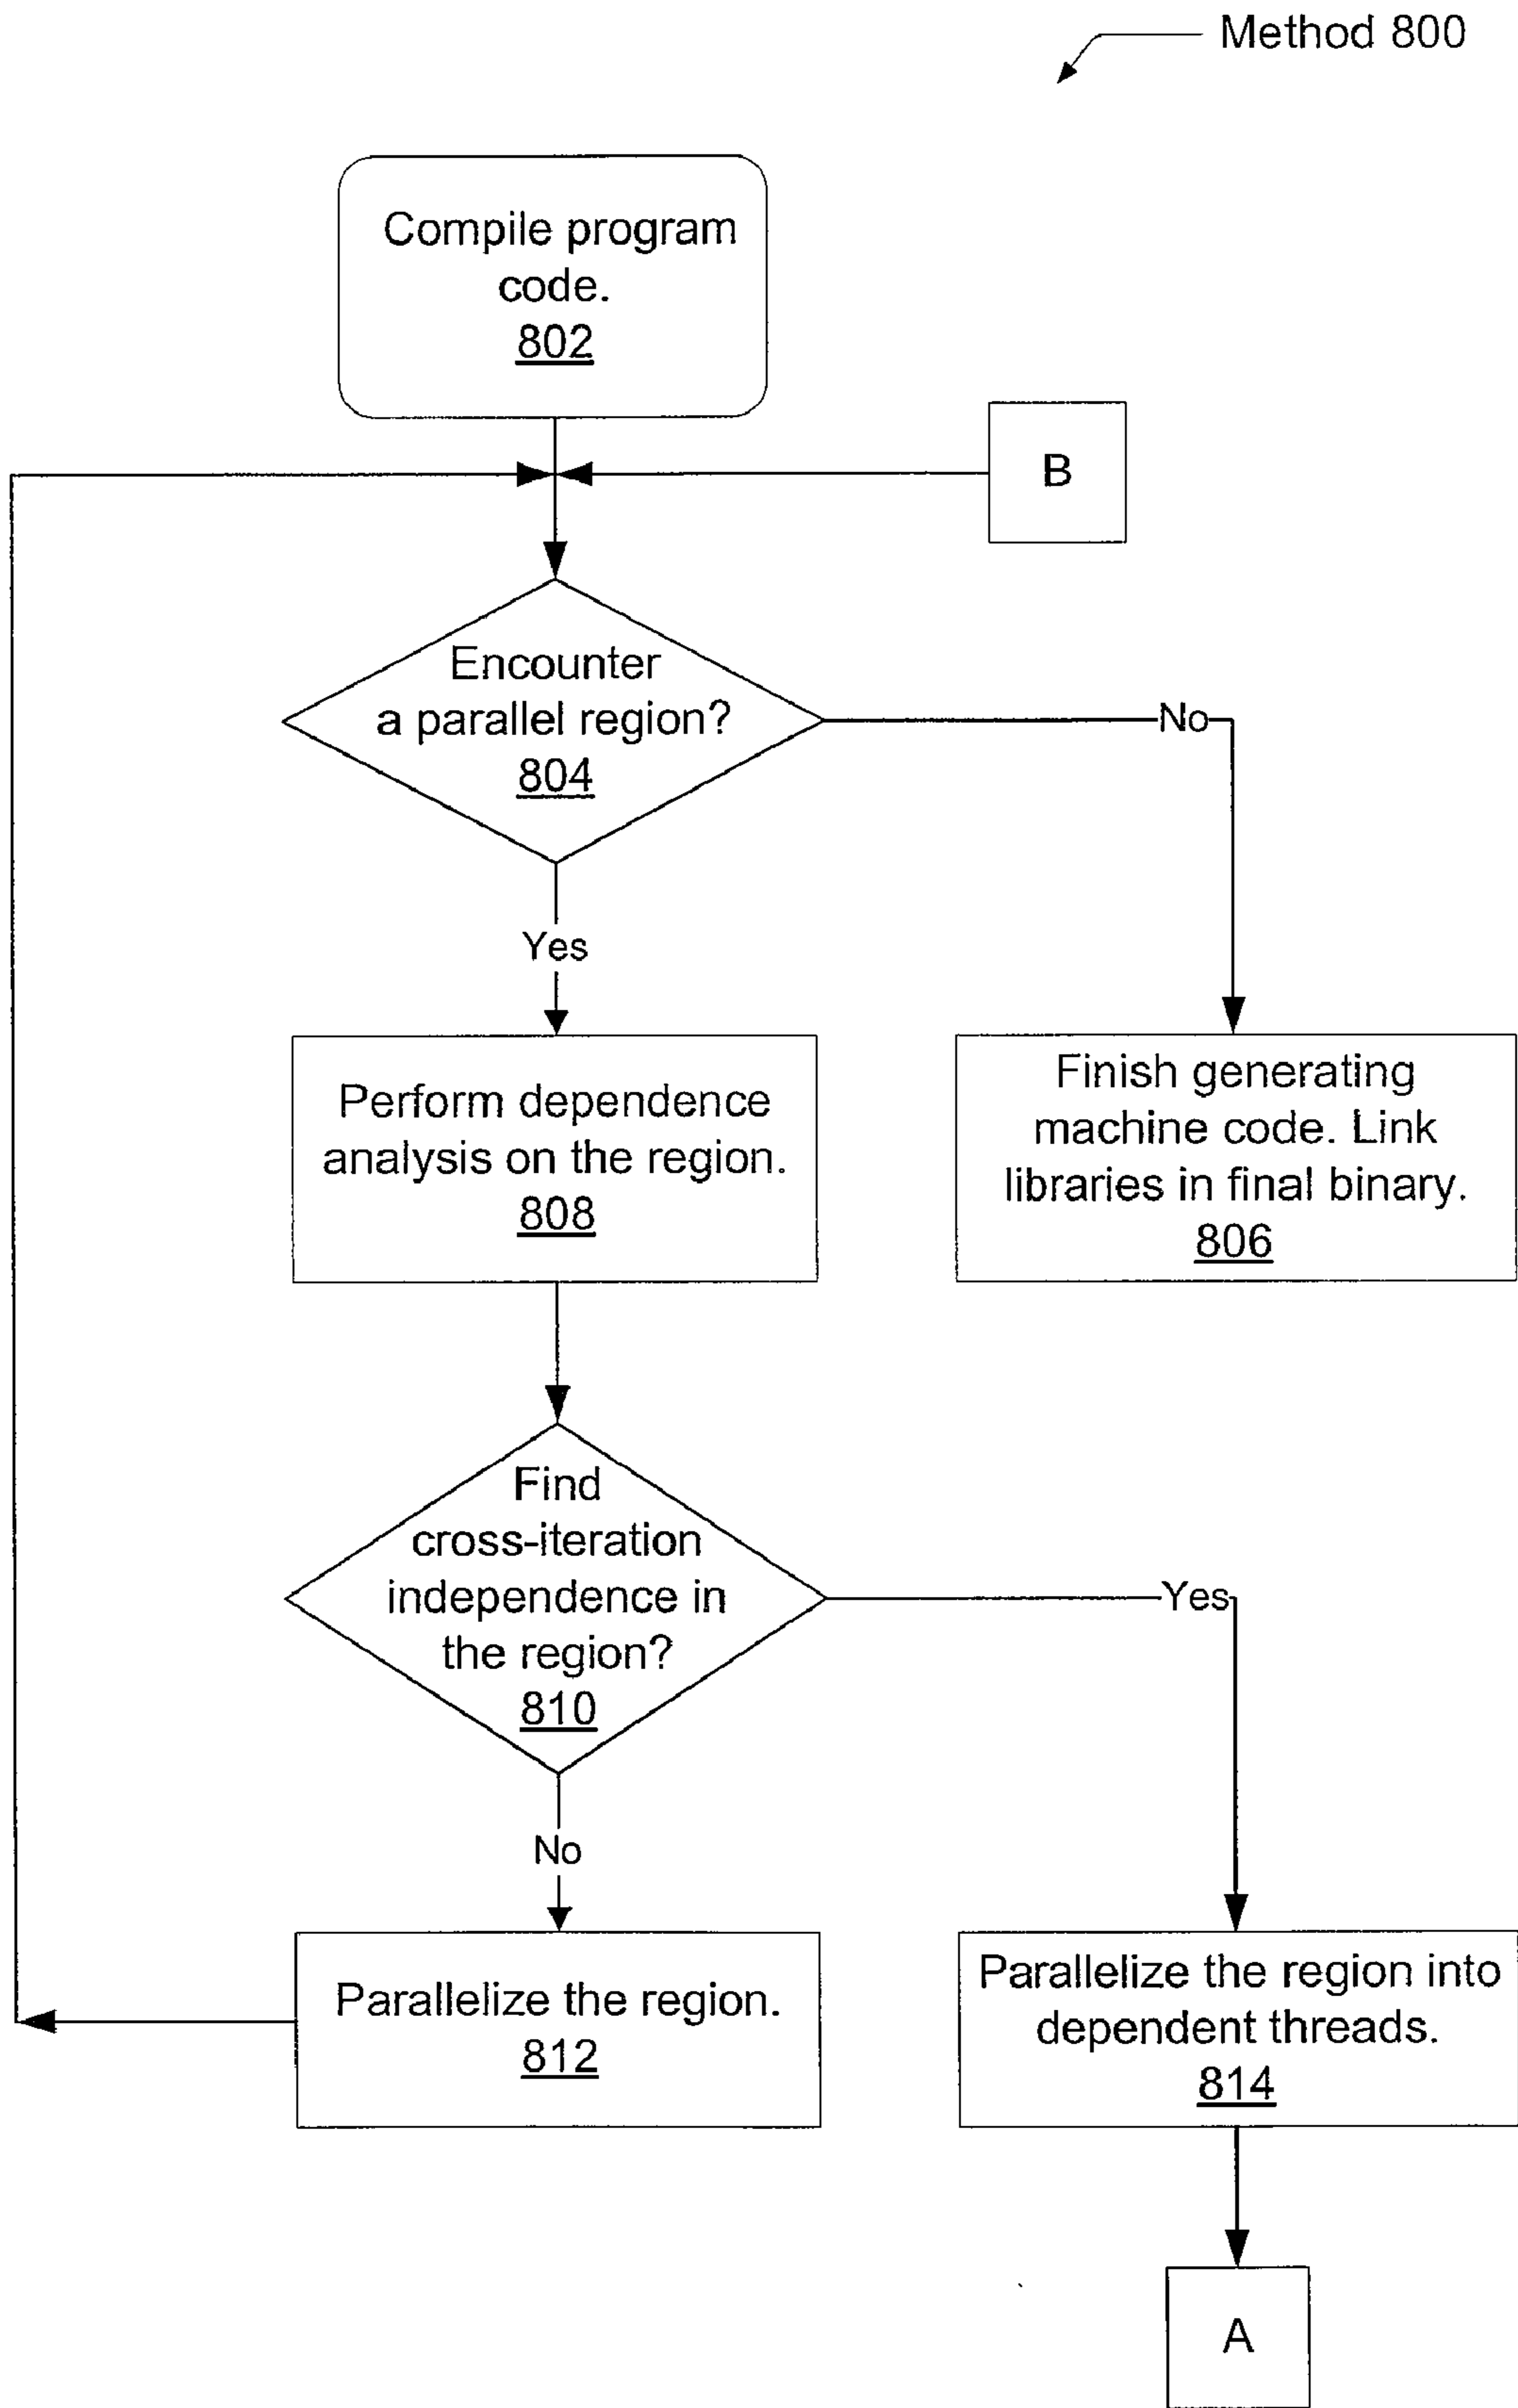 Method 800
Compile program
code.
802
B
Encounter
a parallel region?
804
No
Yes
Perform dependence
analysis on the region.
808
Finish generating
machine code. Link
libraries in final binary.
806
Find
cross-iteration
independence in
the region?
810
Yes
No
Parallelize the region.
812
Parallelize the region into
dependent threads.
814
A